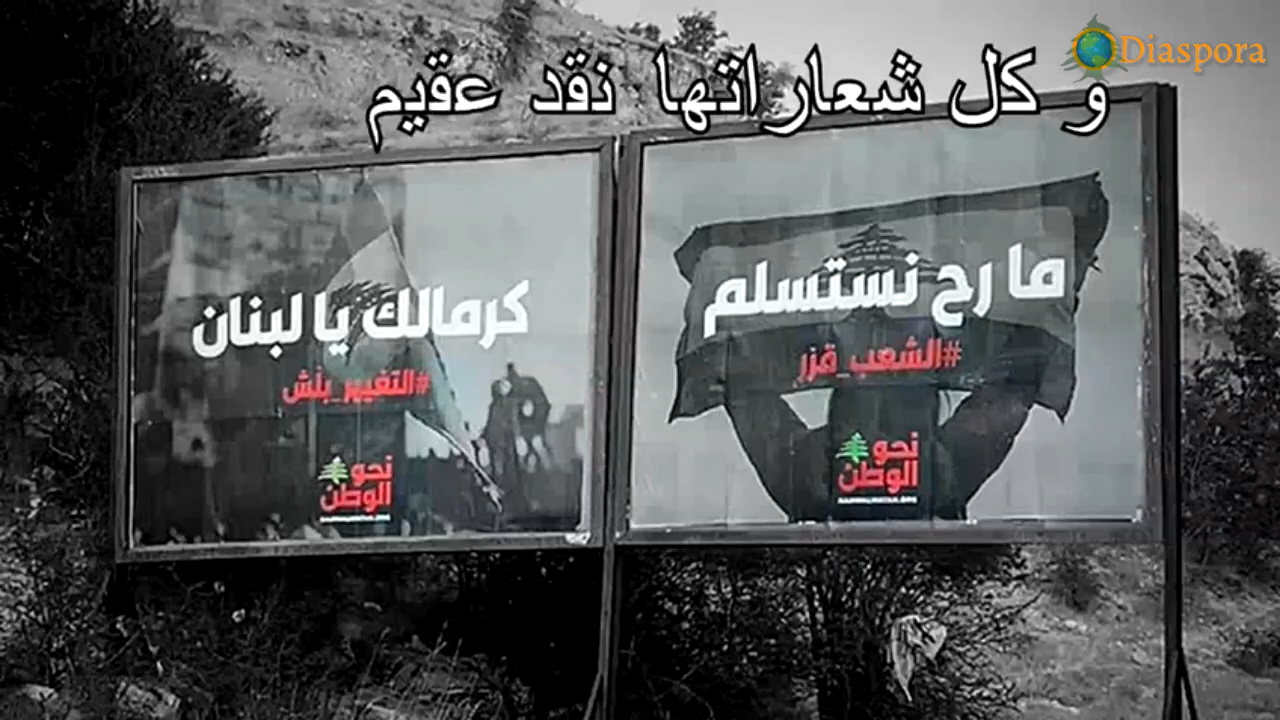 Diaspora
و كل شعاراتها نقد عقيم
ما رح نستسلم
#الشعب_قرر
نحو
الوطن
كرمالك يا لبنان
#التغيير_بلش
نحو
الوطن